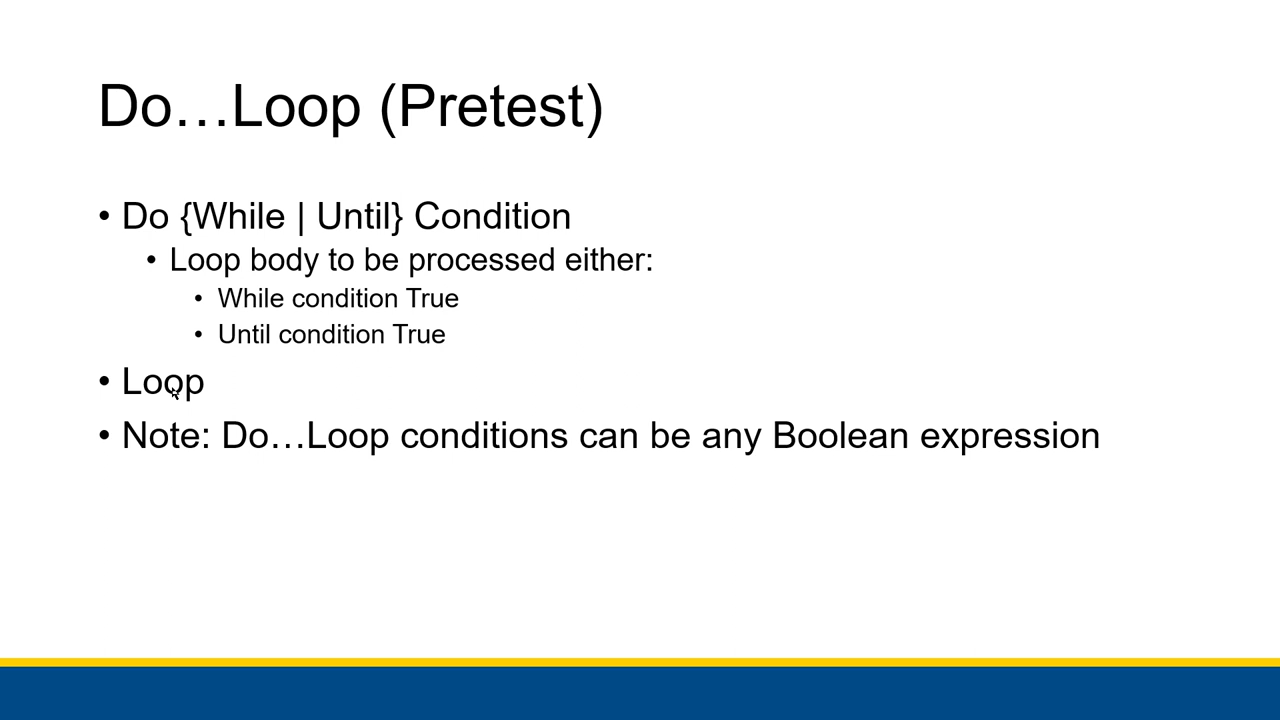 Do…Loop (Pretest)
• Do {While | Until} Condition
• Loop body to be processed either:
• While condition True
• Until condition True
• Loop
• Note: Do…Loop conditions can be any Boolean expression